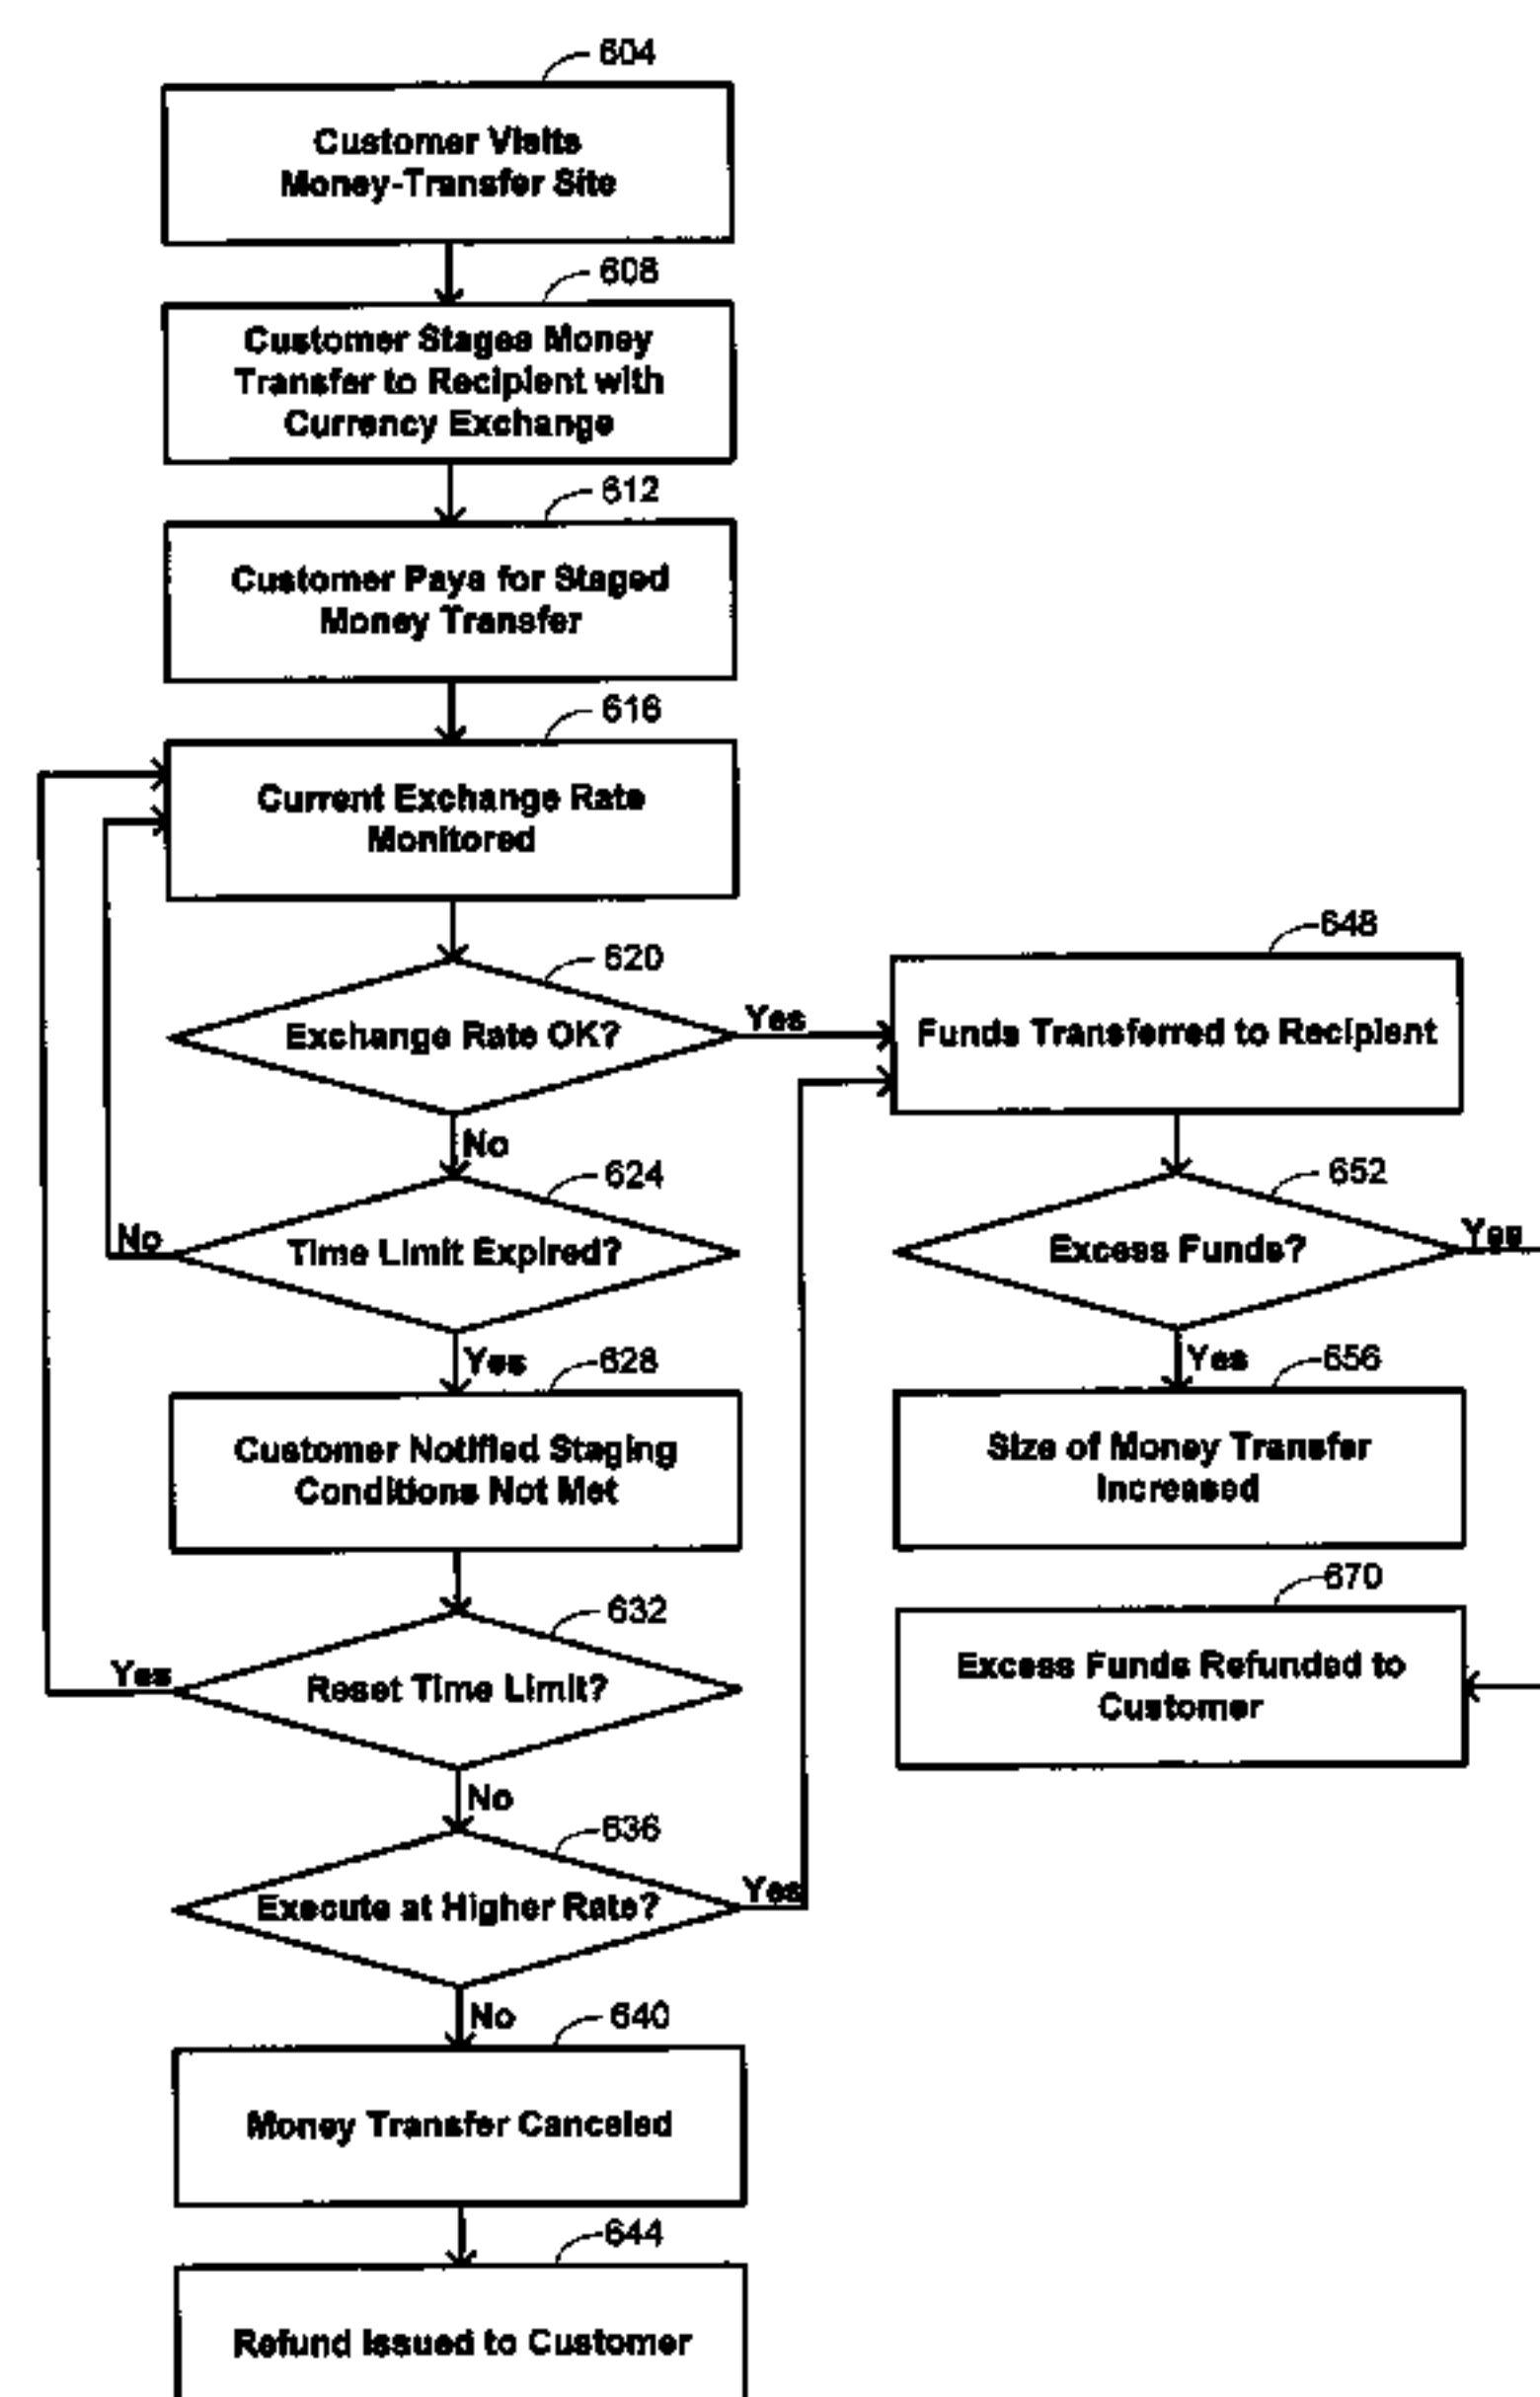 604
Customer Visits
Money-Transfer Site
608
Customer Stages Money
Transfer to Recipient with
Currency Exchange
612
Customer Pays for Staged
Money Transfer
616
Current Exchange Rate
Monitored
620
Exchange Rate OK?
Yes
No
624
Time Limit Expired?
No
Yes
628
Customer Notified Staging
Conditions Not Met
632
Reset Time Limit?
Yes
No
636
Execute at Higher Rate?
Yes
No
640
Money Transfer Canceled
644
Refund Issued to Customer
648
Funds Transferred to Recipient
652
Excess Funds?
Yes
Yes
656
Size of Money Transfer
Increased
670
Excess Funds Refunded to
Customer